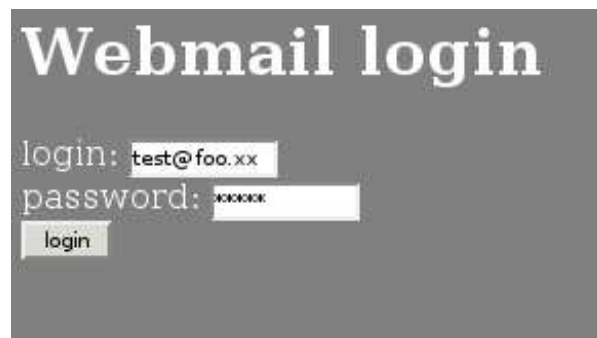 Webmail login
login: test@foo.xx
password: *****
login